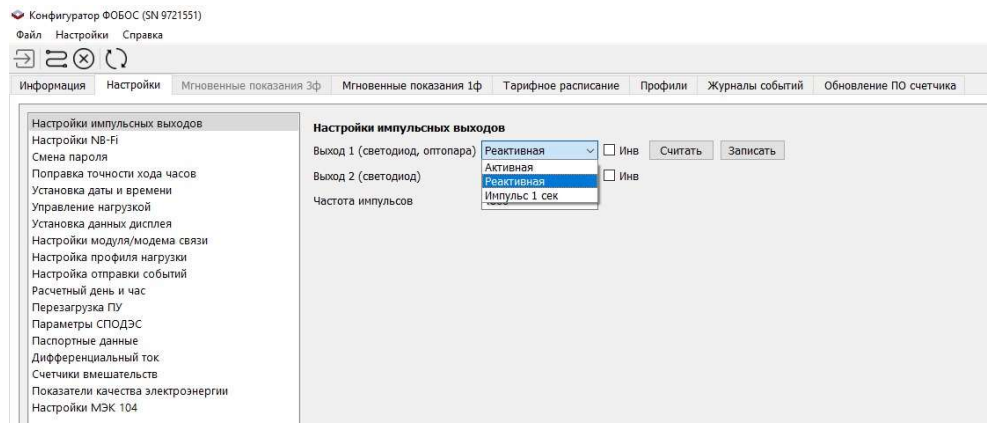 Конфигуратор ФОБОС (SN 9721551)
Файл Настройки Справка
Информация Настройки Мгновенные показания 3ф Мгновенные показания 1ф Тарифное расписание Профили Журналы событий Обновление ПО счетчика
Настройки импульсных выходов
Настройки NB-Fi
Смена пароля
Поправка точности хода часов
Установка даты и времени
Управление нагрузкой
Установка данных дисплея
Настройки модуля/модема связи
Настройка профиля нагрузки
Настройка отправки событий
Расчетный день и час
Перезагрузка ПУ
Параметры СПОДЭС
Паспортные данные
Дифференциальный ток
Счетчики вмешательств
Показатели качества электроэнергии
Настройки МЭК 104
Настройки импульсных выходов
Выход 1 (светодиод, оптопара) Реактивная Инв Считать Записать
Активная
Выход 2 (светодиод) Реактивная Инв
Импульс 1 сек
Частота импульсов